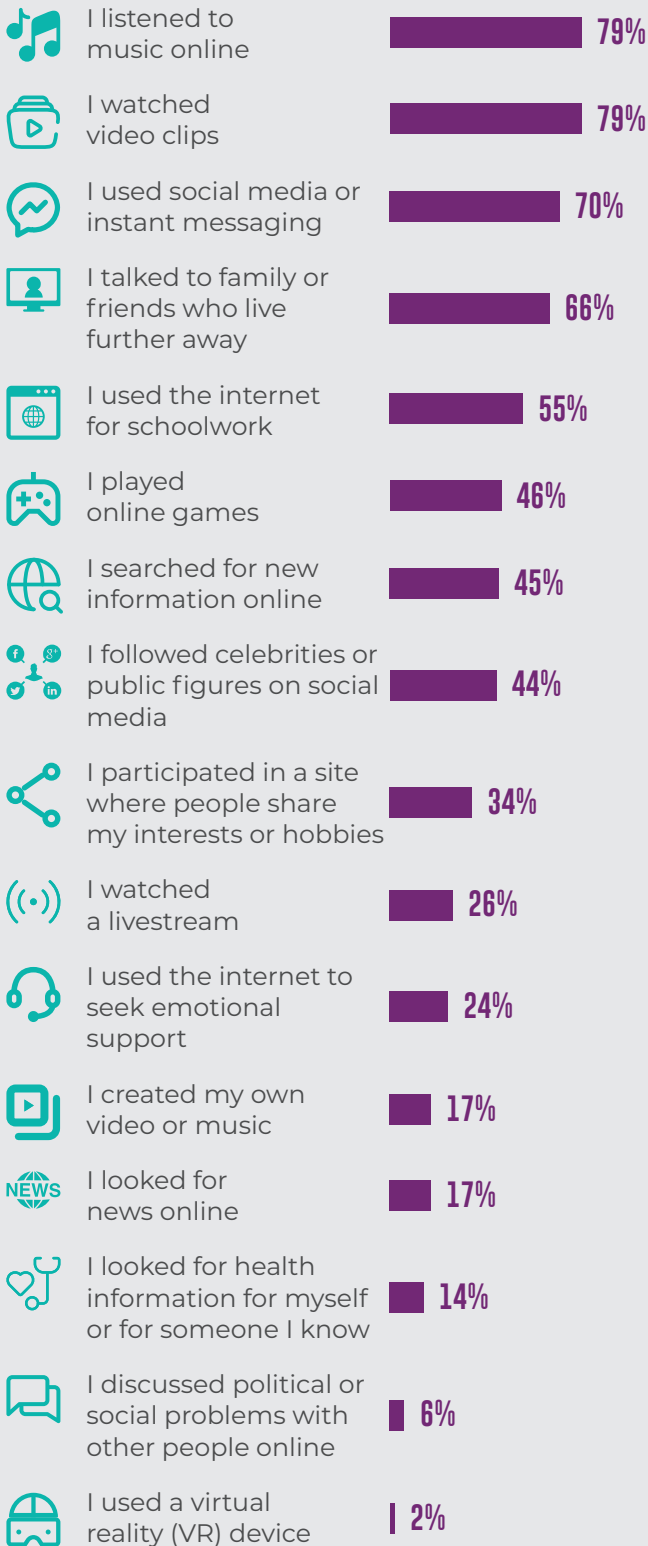 I listened to
music online
79%
I watched
video clips
79%
I used social media or
instant messaging
70%
I talked to family or
friends who live
further away
66%
I used the internet
for schoolwork
55%
I played
online games
46%
I searched for new
information online
45%
f
g+
in
I followed celebrities or
public figures on social
media
44%
I participated in a site
where people share
my interests or hobbies
34%
I watched
a livestream
26%
I used the internet to
seek emotional
support
24%
I created my own
video or music
17%
NEWS
I looked for
news online
17%
I looked for health
information for myself
or for someone I know
14%
I discussed political or
social problems with
other people online
6%
I used a virtual
reality (VR) device
2%